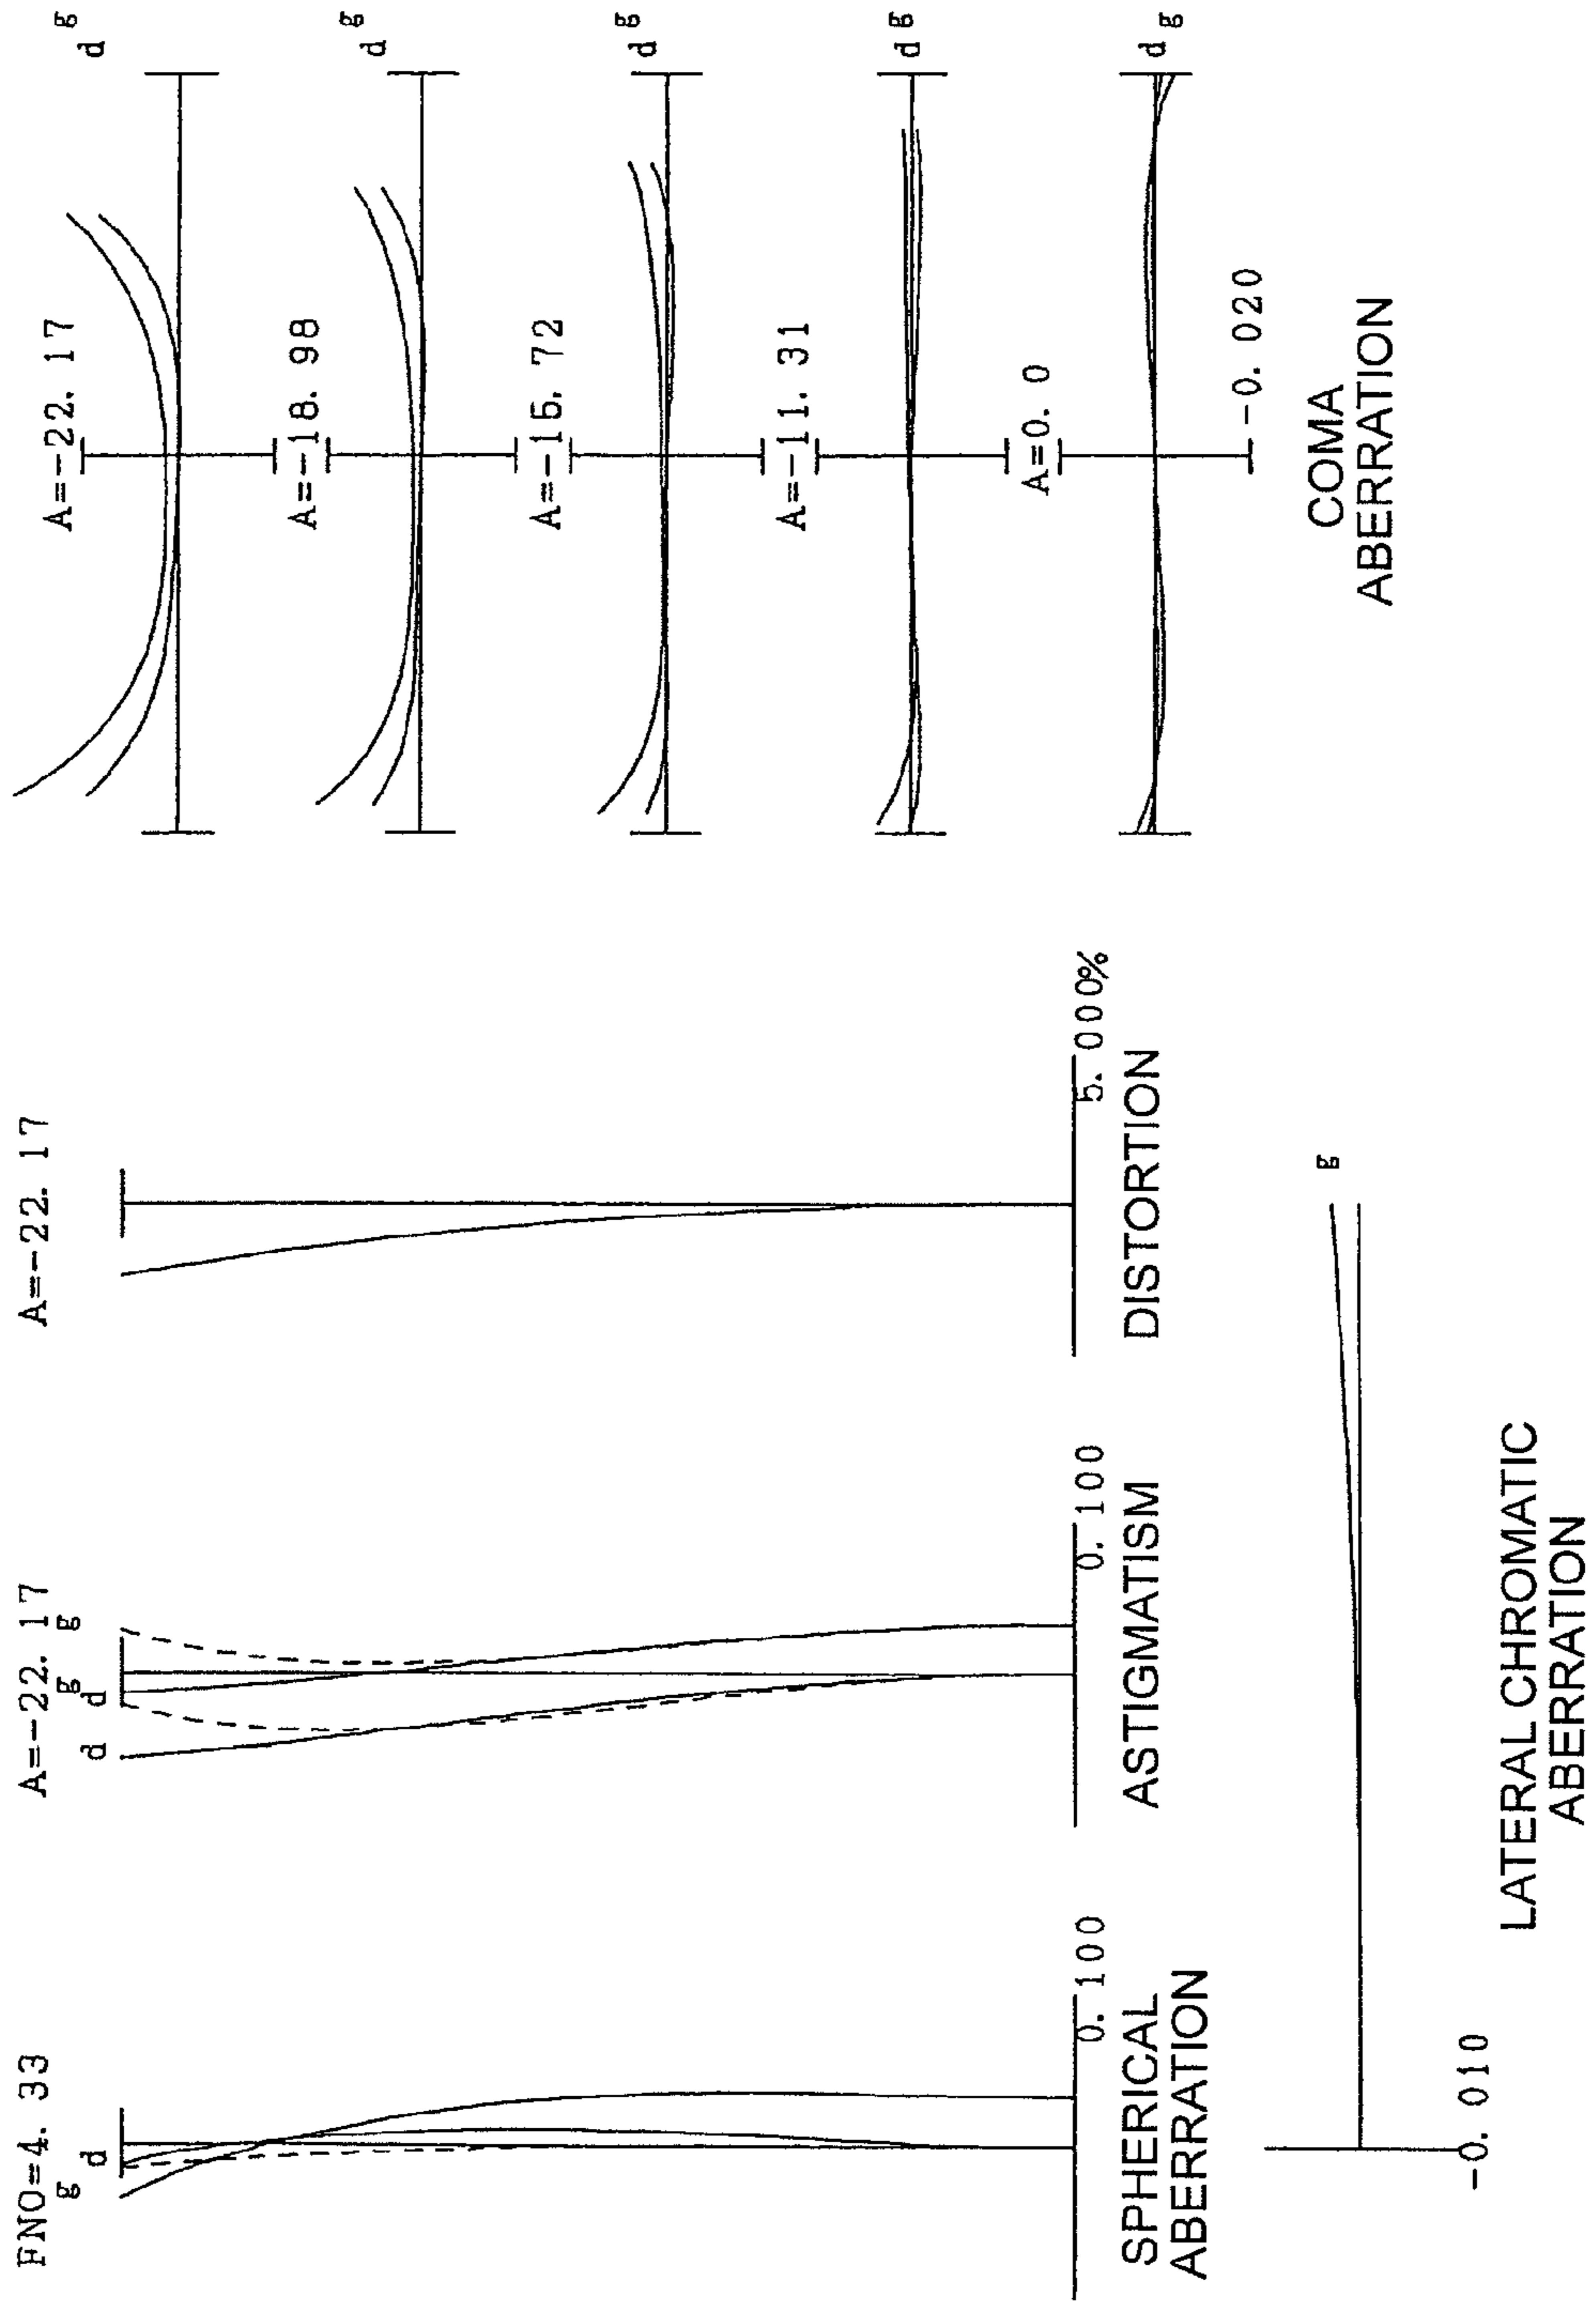 FNO=4. 33
g
d
0. 100
SPHERICAL
ABERRATION
A=-22. 17
g
g
d
d
0. 100
ASTIGMATISM
A=-22. 17
5. 000%
DISTORTION
g
-0. 010
LATERAL CHROMATIC
ABERRATION
A=-22. 17
g
d
A=-18. 98
g
d
A=-15. 72
g
d
A=-11. 31
g
d
A=0. 0
g
d
-0. 020
COMA
ABERRATION